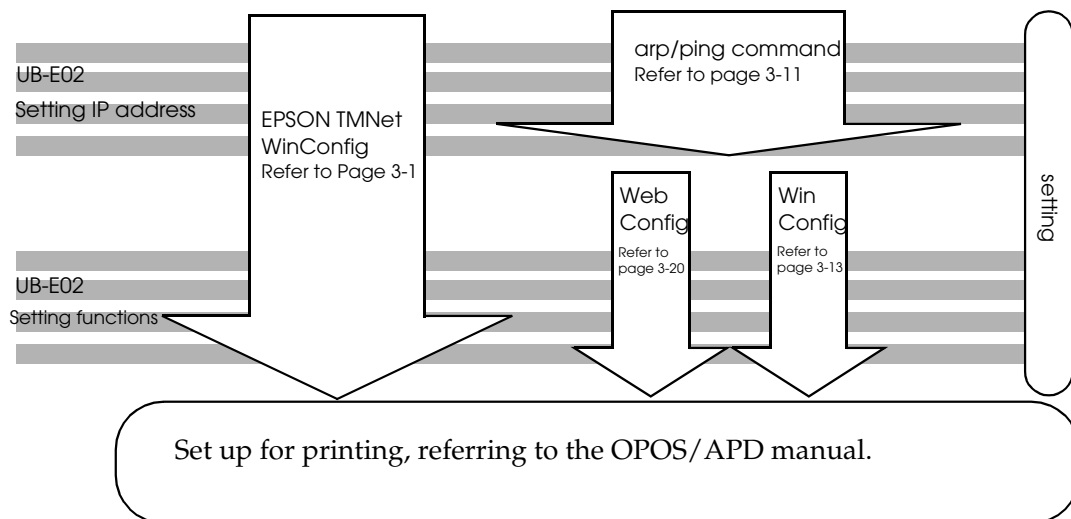 UB-E02
Setting IP address
EPSON TMNet
WinConfig
Refer to Page 3-1
arp/ping command
Refer to page 3-11
Web
Config
Refer to
page 3-20
Win
Config
Refer to
page 3-13
UB-E02
Setting functions
setting
Set up for printing, referring to the OPOS/APD manual.